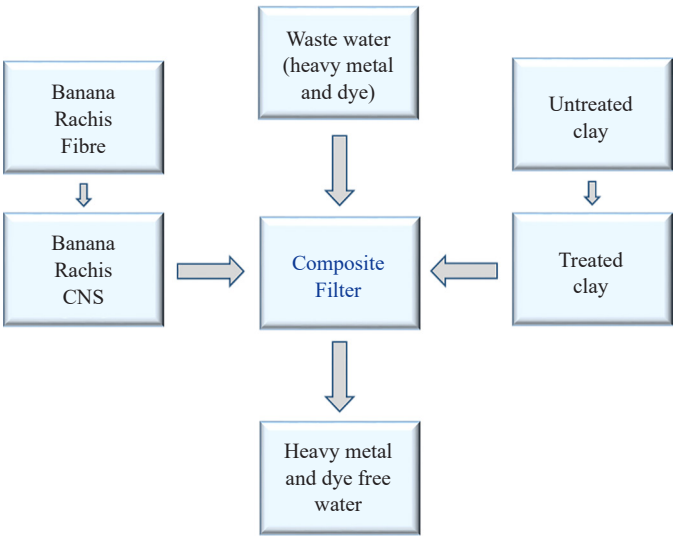 Waste water
(heavy metal
and dye)
Banana
Rachis
Fibre
Untreated
clay
Banana
Rachis
CNS
Composite
Filter
Treated
clay
Heavy metal
and dye free
water